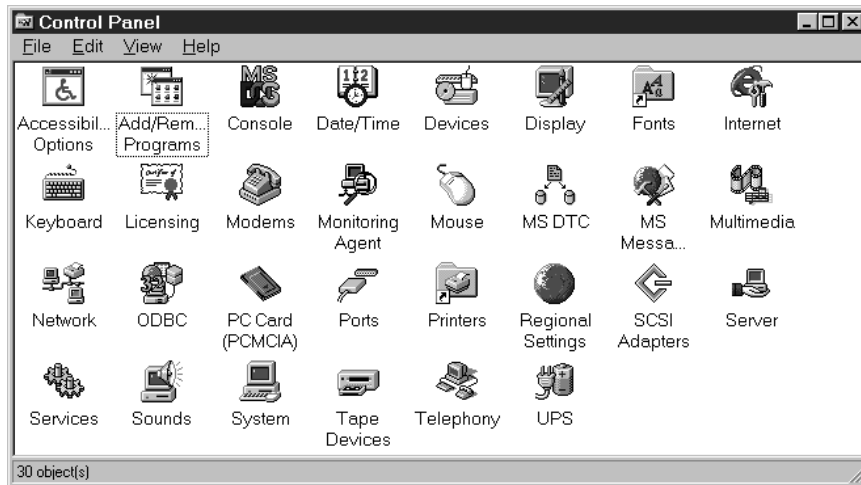 Control Panel
File Edit View Help
Accessibil... Options
Add/Rem... Programs
Console
Date/Time
Devices
Display
Fonts
Internet
Keyboard
Licensing
Modems
Monitoring Agent
Mouse
MS DTC
MS Messa...
Multimedia
Network
ODBC
PC Card (PCMCIA)
Ports
Printers
Regional Settings
SCSI Adapters
Server
Services
Sounds
System
Tape Devices
Telephony
UPS
30 object(s)